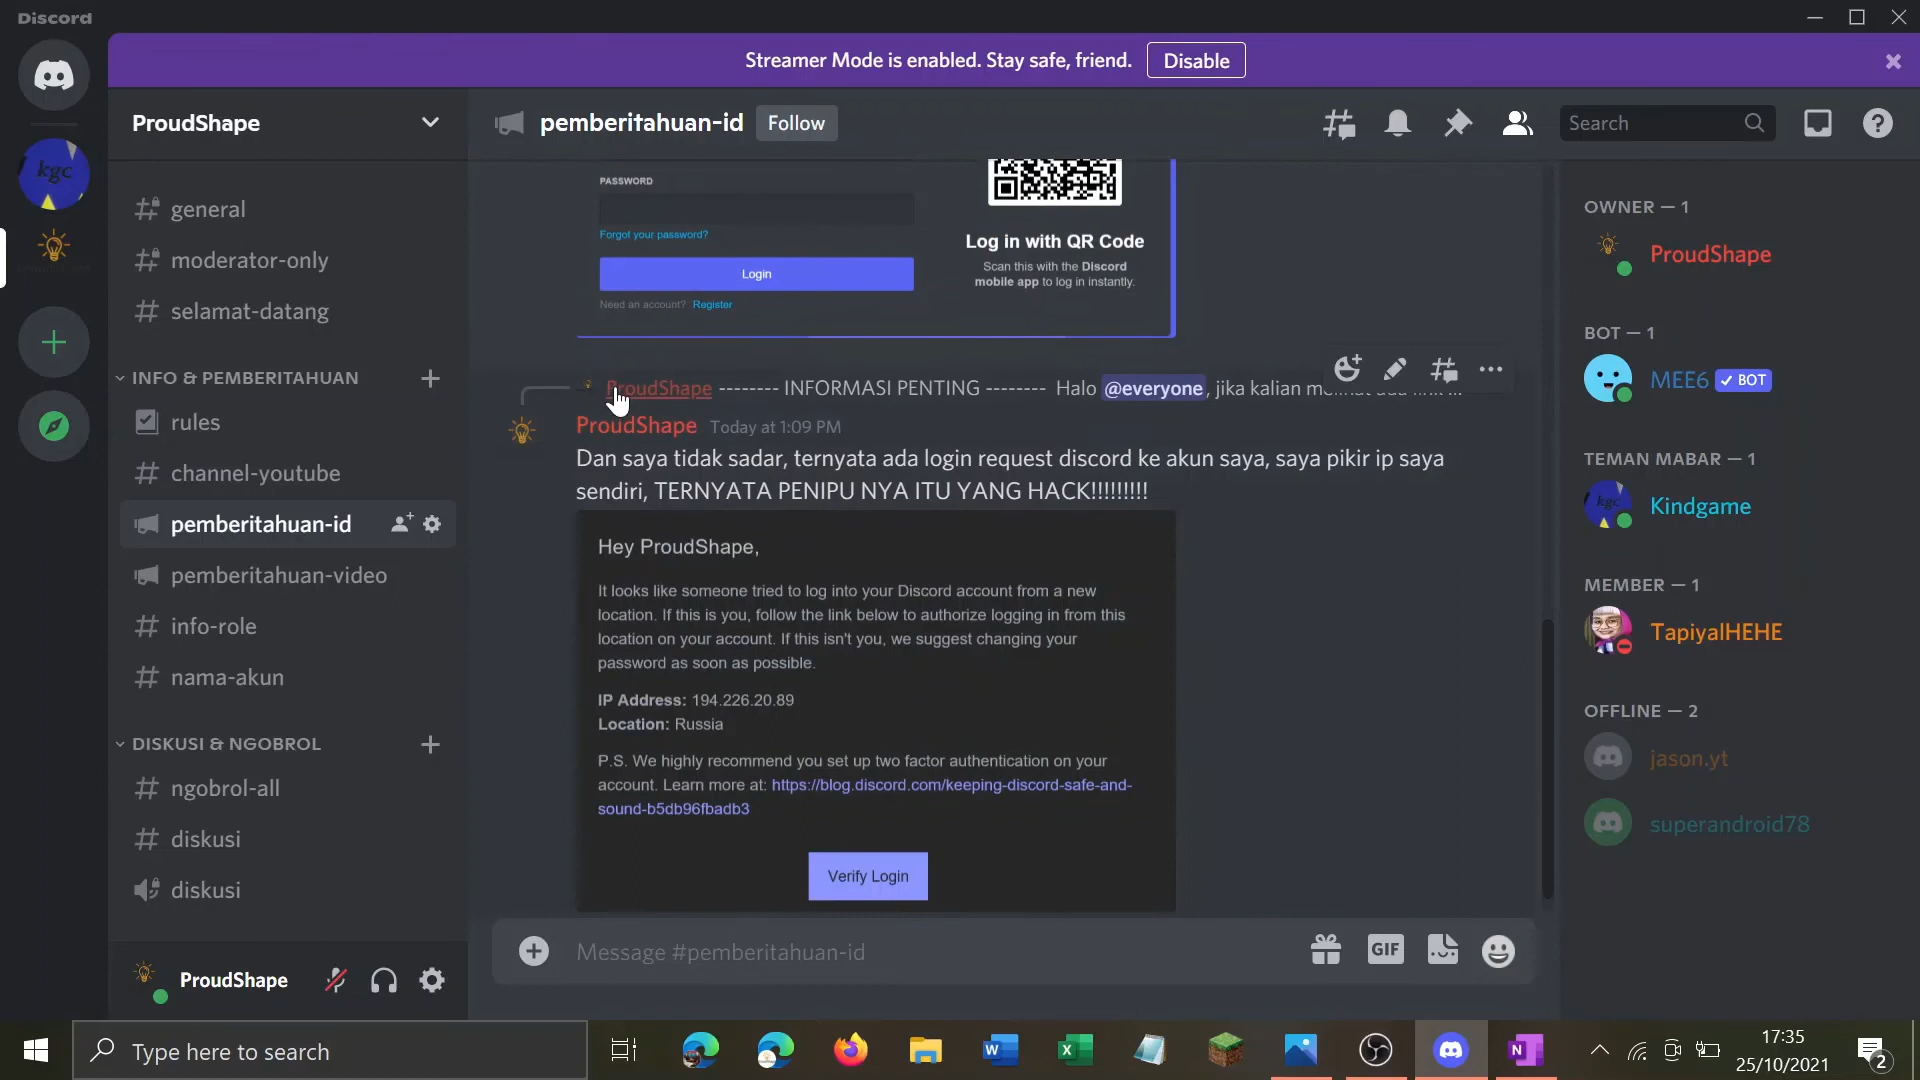 Discord
Streamer Mode is enabled. Stay safe, friend.
Disable
kgc
ProudShape
general
moderator-only
selamat-datang
INFO & PEMBERITAHUAN
rules
channel-youtube
pemberitahuan-id
pemberitahuan-video
info-role
nama-akun
DISKUSI & NGOBROL
ngobrol-all
diskusi
diskusi
ProudShape
pemberitahuan-id
Follow
Search
PASSWORD
Forgot your password?
Login
Need an account? Register
Log in with QR Code
Scan this with the Discord
mobile app to log in instantly.
ProudShape -------- INFORMASI PENTING -------- Halo @everyone, jika kalian
ProudShape Today at 1:09 PM
Dan saya tidak sadar, ternyata ada login request discord ke akun saya, saya pikir ip saya
sendiri, TERNYATA PENIPU NYA ITU YANG HACK!!!!!!!!!
Hey ProudShape,
It looks like someone tried to log into your Discord account from a new
location. If this is you, follow the link below to authorize logging in from this
location on your account. If this isn't you, we suggest changing your
password as soon as possible.
IP Address: 194.226.20.89
Location: Russia
P.S. We highly recommend you set up two factor authentication on your
account. Learn more at: https://blog.discord.com/keeping-discord-safe-and-
sound-b5db96fbadb3
Verify Login
Message #pemberitahuan-id
GIF
OWNER — 1
ProudShape
BOT — 1
MEE6 ✓ BOT
TEMAN MABAR — 1
kgc
Kindgame
MEMBER — 1
TapiyalHEHE
OFFLINE — 2
jason.yt
superandroid78
Type here to search
17:35
25/10/2021
2